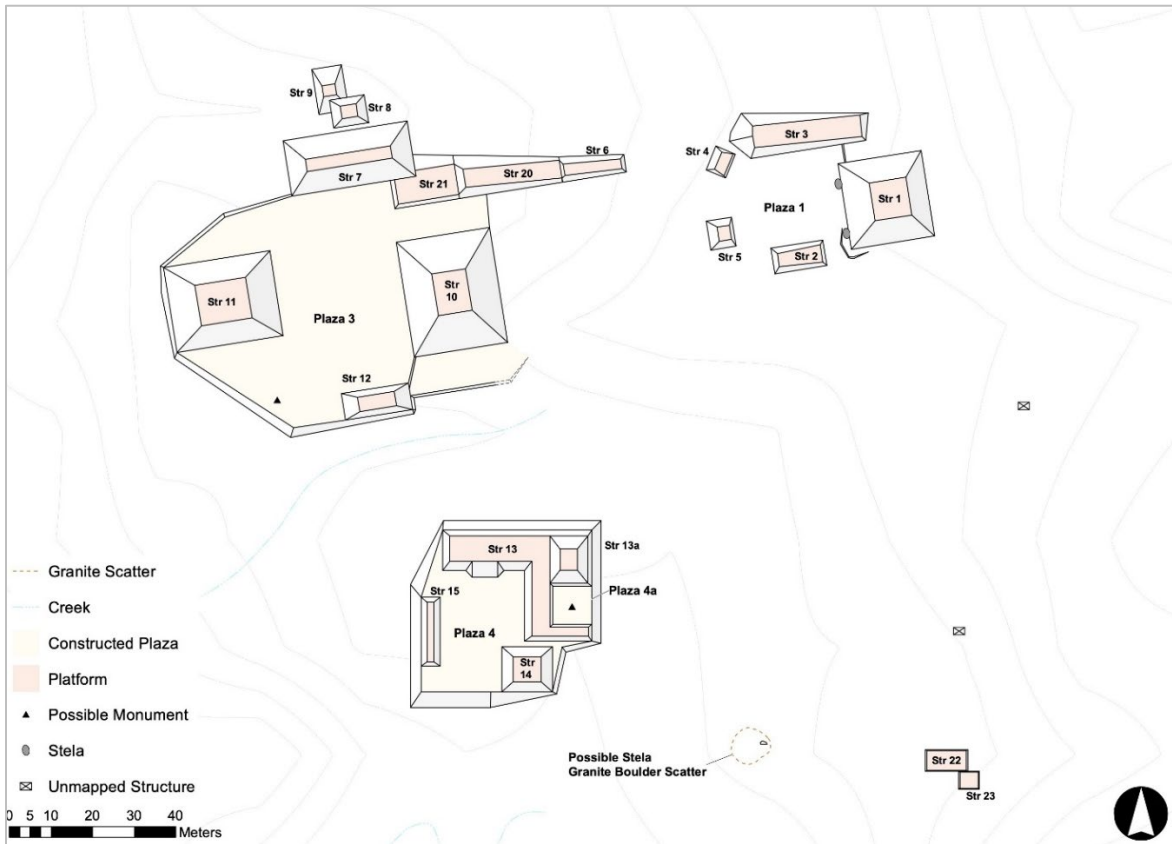 Str 9
Str 8
Str 7
Str 21
Str 20
Str 6
Str 3
Str 4
Plaza 1
Str 1
Str 5
Str 2
Str 11
Plaza 3
Str
10
Str 12
Str 13
Str 13a
Str 15
Plaza 4a
Plaza 4
Str
14
Possible Stela
Granite Boulder Scatter
Str 22
Str 23
Granite Scatter
Creek
Constructed Plaza
Platform
Possible Monument
Stela
Unmapped Structure
0 5 10 20 30 40
Meters